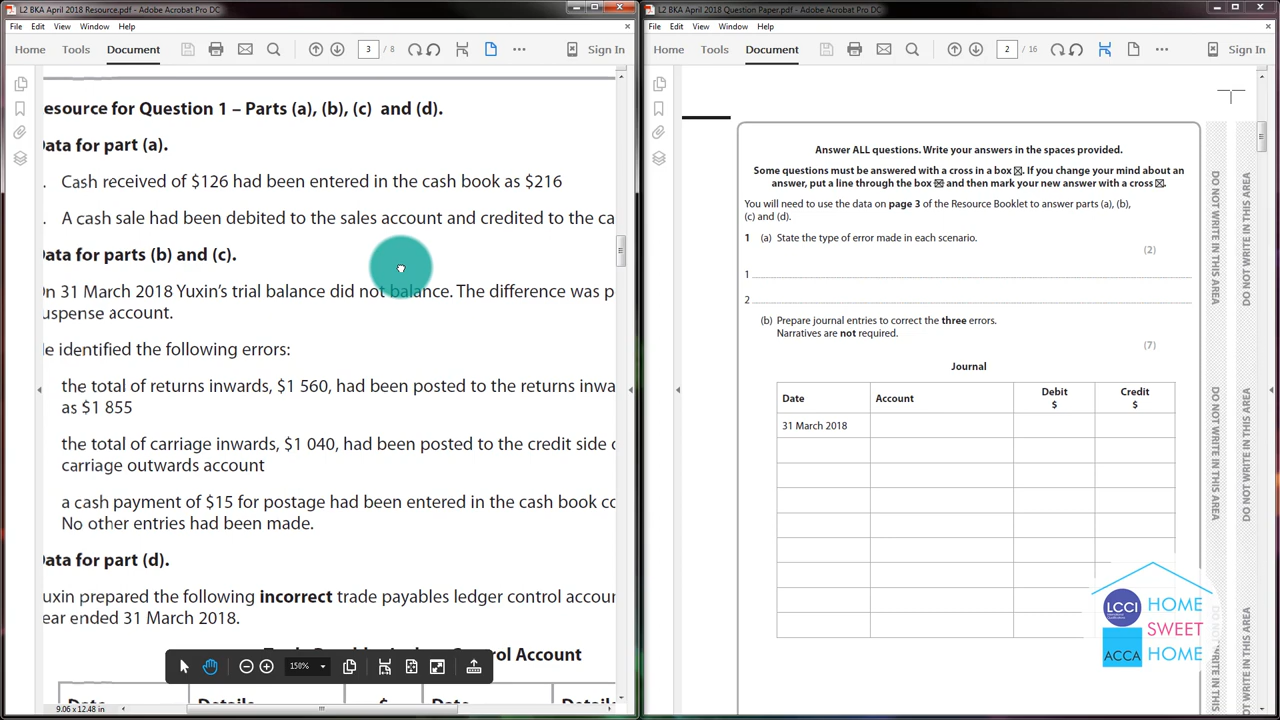 L2 BKA April 2018 Resource.pdf - Adobe Acrobat Pro DC
File Edit View Window Help
Home Tools Document 3 / 8 Sign In
esource for Question 1 – Parts (a), (b), (c) and (d).
ata for part (a).
. Cash received of $126 had been entered in the cash book as $216
. A cash sale had been debited to the sales account and credited to the ca
ata for parts (b) and (c).
n 31 March 2018 Yuxin's trial balance did not balance. The difference was p
uspense account.
e identified the following errors:
the total of returns inwards, $1 560, had been posted to the returns inwa
as $1 855
the total of carriage inwards, $1 040, had been posted to the credit side o
carriage outwards account
a cash payment of $15 for postage had been entered in the cash book co
No other entries had been made.
ata for part (d).
uxin prepared the following incorrect trade payables ledger control accoun
ear ended 31 March 2018.
ontrol Account
150%
Date Details $ Date Details
9.06 x 12.48 in
L2 BKA April 2018 Question Paper.pdf - Adobe Acrobat Pro DC
File Edit View Window Help
Home Tools Document 2 / 16 Sign In
Answer ALL questions. Write your answers in the spaces provided.
Some questions must be answered with a cross in a box ☒. If you change your mind about an
answer, put a line through the box ☒ and then mark your new answer with a cross ☒.
You will need to use the data on page 3 of the Resource Booklet to answer parts (a), (b),
(c) and (d).
1 (a) State the type of error made in each scenario.
(2)
1
2
(b) Prepare journal entries to correct the three errors.
Narratives are not required.
(7)
Journal
Date Account Debit $ Credit $
31 March 2018
DO NOT WRITE IN THIS AREA
DO NOT WRITE IN THIS AREA
DO NOT WRITE IN THIS AREA
DO NOT WRITE IN THIS AREA
DO NOT WRITE IN THIS AREA
LCCI HOME
SWEET
ACCA HOME